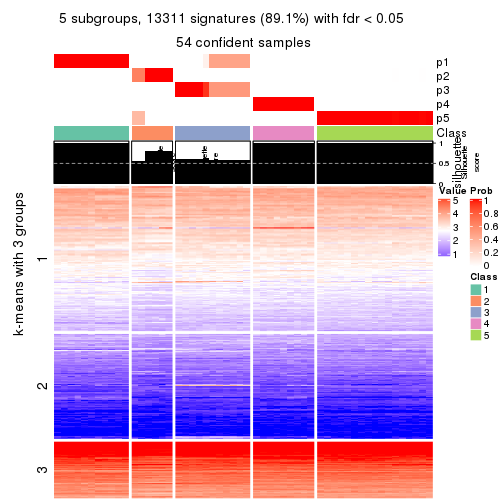 5 subgroups, 13311 signatures (89.1%) with fdr < 0.05
54 confident samples
p1
p2
p3
p4
p5
Class
1
0.5
0
silhouette
Silhouette
score
k-means with 3 groups
1
2
3
Value
5
4
3
2
1
Prob
1
0.8
0.6
0.4
0.2
0
Class
1
2
3
4
5